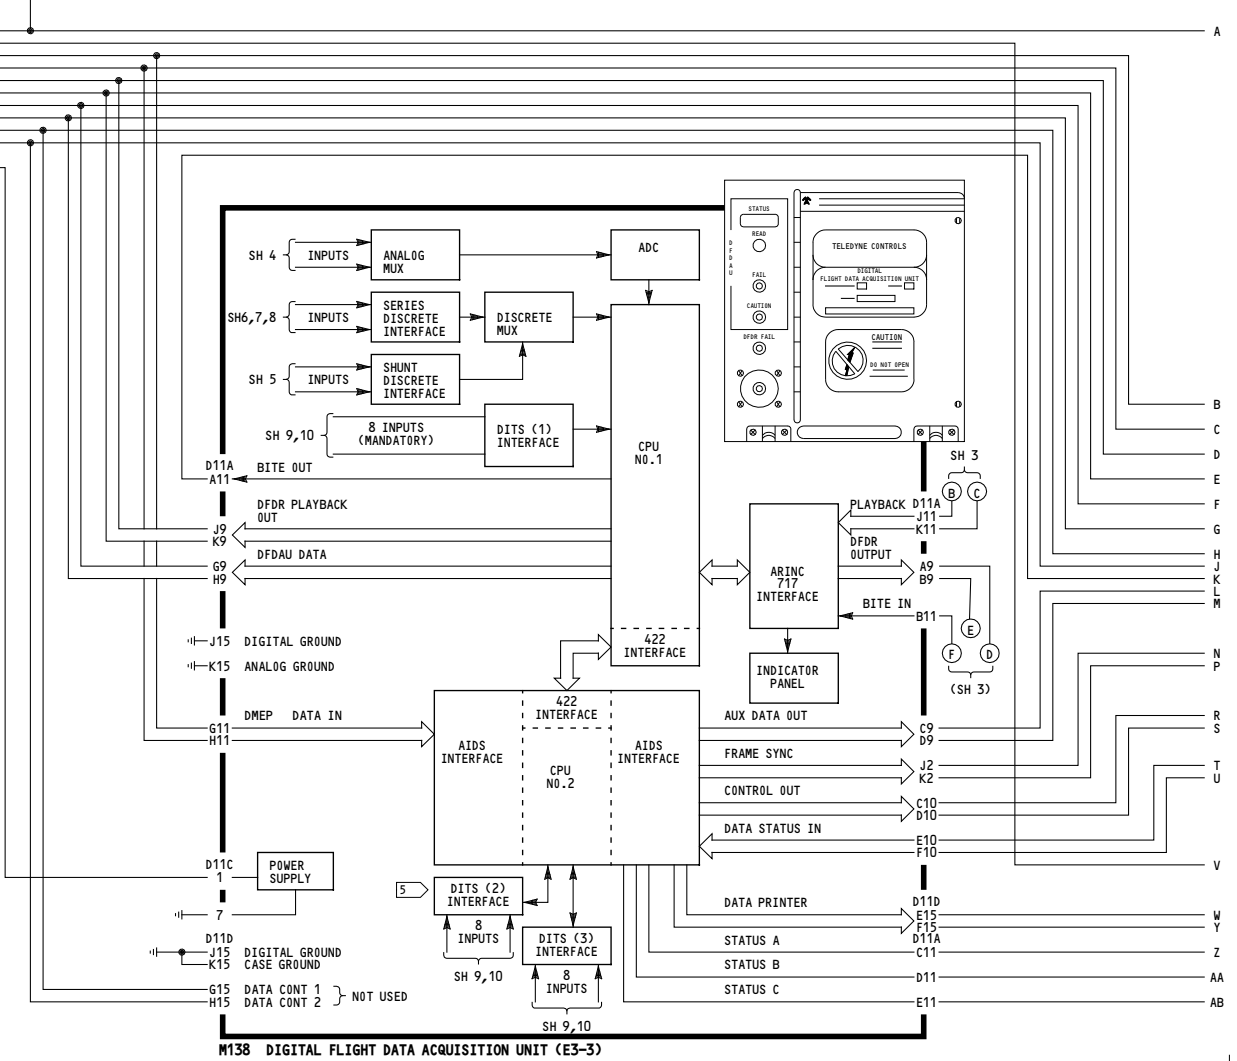 A
STATUS
READ
DFDAU
FAIL
CAUTION
DFDR FAIL
TELEDYNE CONTROLS
DIGITAL
FLIGHT DATA ACQUISITION UNIT
CAUTION
DO NOT OPEN
SH 4
INPUTS
ANALOG
MUX
ADC
SH6,7,8
INPUTS
SERIES
DISCRETE
INTERFACE
DISCRETE
MUX
SH 5
INPUTS
SHUNT
DISCRETE
INTERFACE
SH 9,10
8 INPUTS
(MANDATORY)
DITS (1)
INTERFACE
CPU
NO.1
B
C
D
E
F
G
H
J
K
L
M
N
P
R
S
T
U
V
W
Y
Z
AA
AB
D11A
A11
BITE OUT
DFDR PLAYBACK
OUT
J9
K9
DFDAU DATA
G9
H9
SH 3
B
C
PLAYBACK
D11A
J11
K11
DFDR
OUTPUT
A9
B9
ARINC
717
INTERFACE
BITE IN
B11
E
F
D
(SH 3)
INDICATOR
PANEL
422
INTERFACE
J15
DIGITAL GROUND
K15
ANALOG GROUND
G11
H11
DMEP DATA IN
AIDS
INTERFACE
422
INTERFACE
CPU
NO.2
AIDS
INTERFACE
AUX DATA OUT
C9
D9
FRAME SYNC
J2
K2
CONTROL OUT
C10
D10
DATA STATUS IN
E10
F10
D11C
1
POWER
SUPPLY
7
5
DITS (2)
INTERFACE
8
INPUTS
SH 9,10
DITS (3)
INTERFACE
8
INPUTS
SH 9,10
DATA PRINTER
D11D
E15
F15
D11A
STATUS A
C11
STATUS B
D11
STATUS C
E11
D11D
J15
DIGITAL GROUND
K15
CASE GROUND
G15
DATA CONT 1
H15
DATA CONT 2
NOT USED
M138 DIGITAL FLIGHT DATA ACQUISITION UNIT (E3-3)